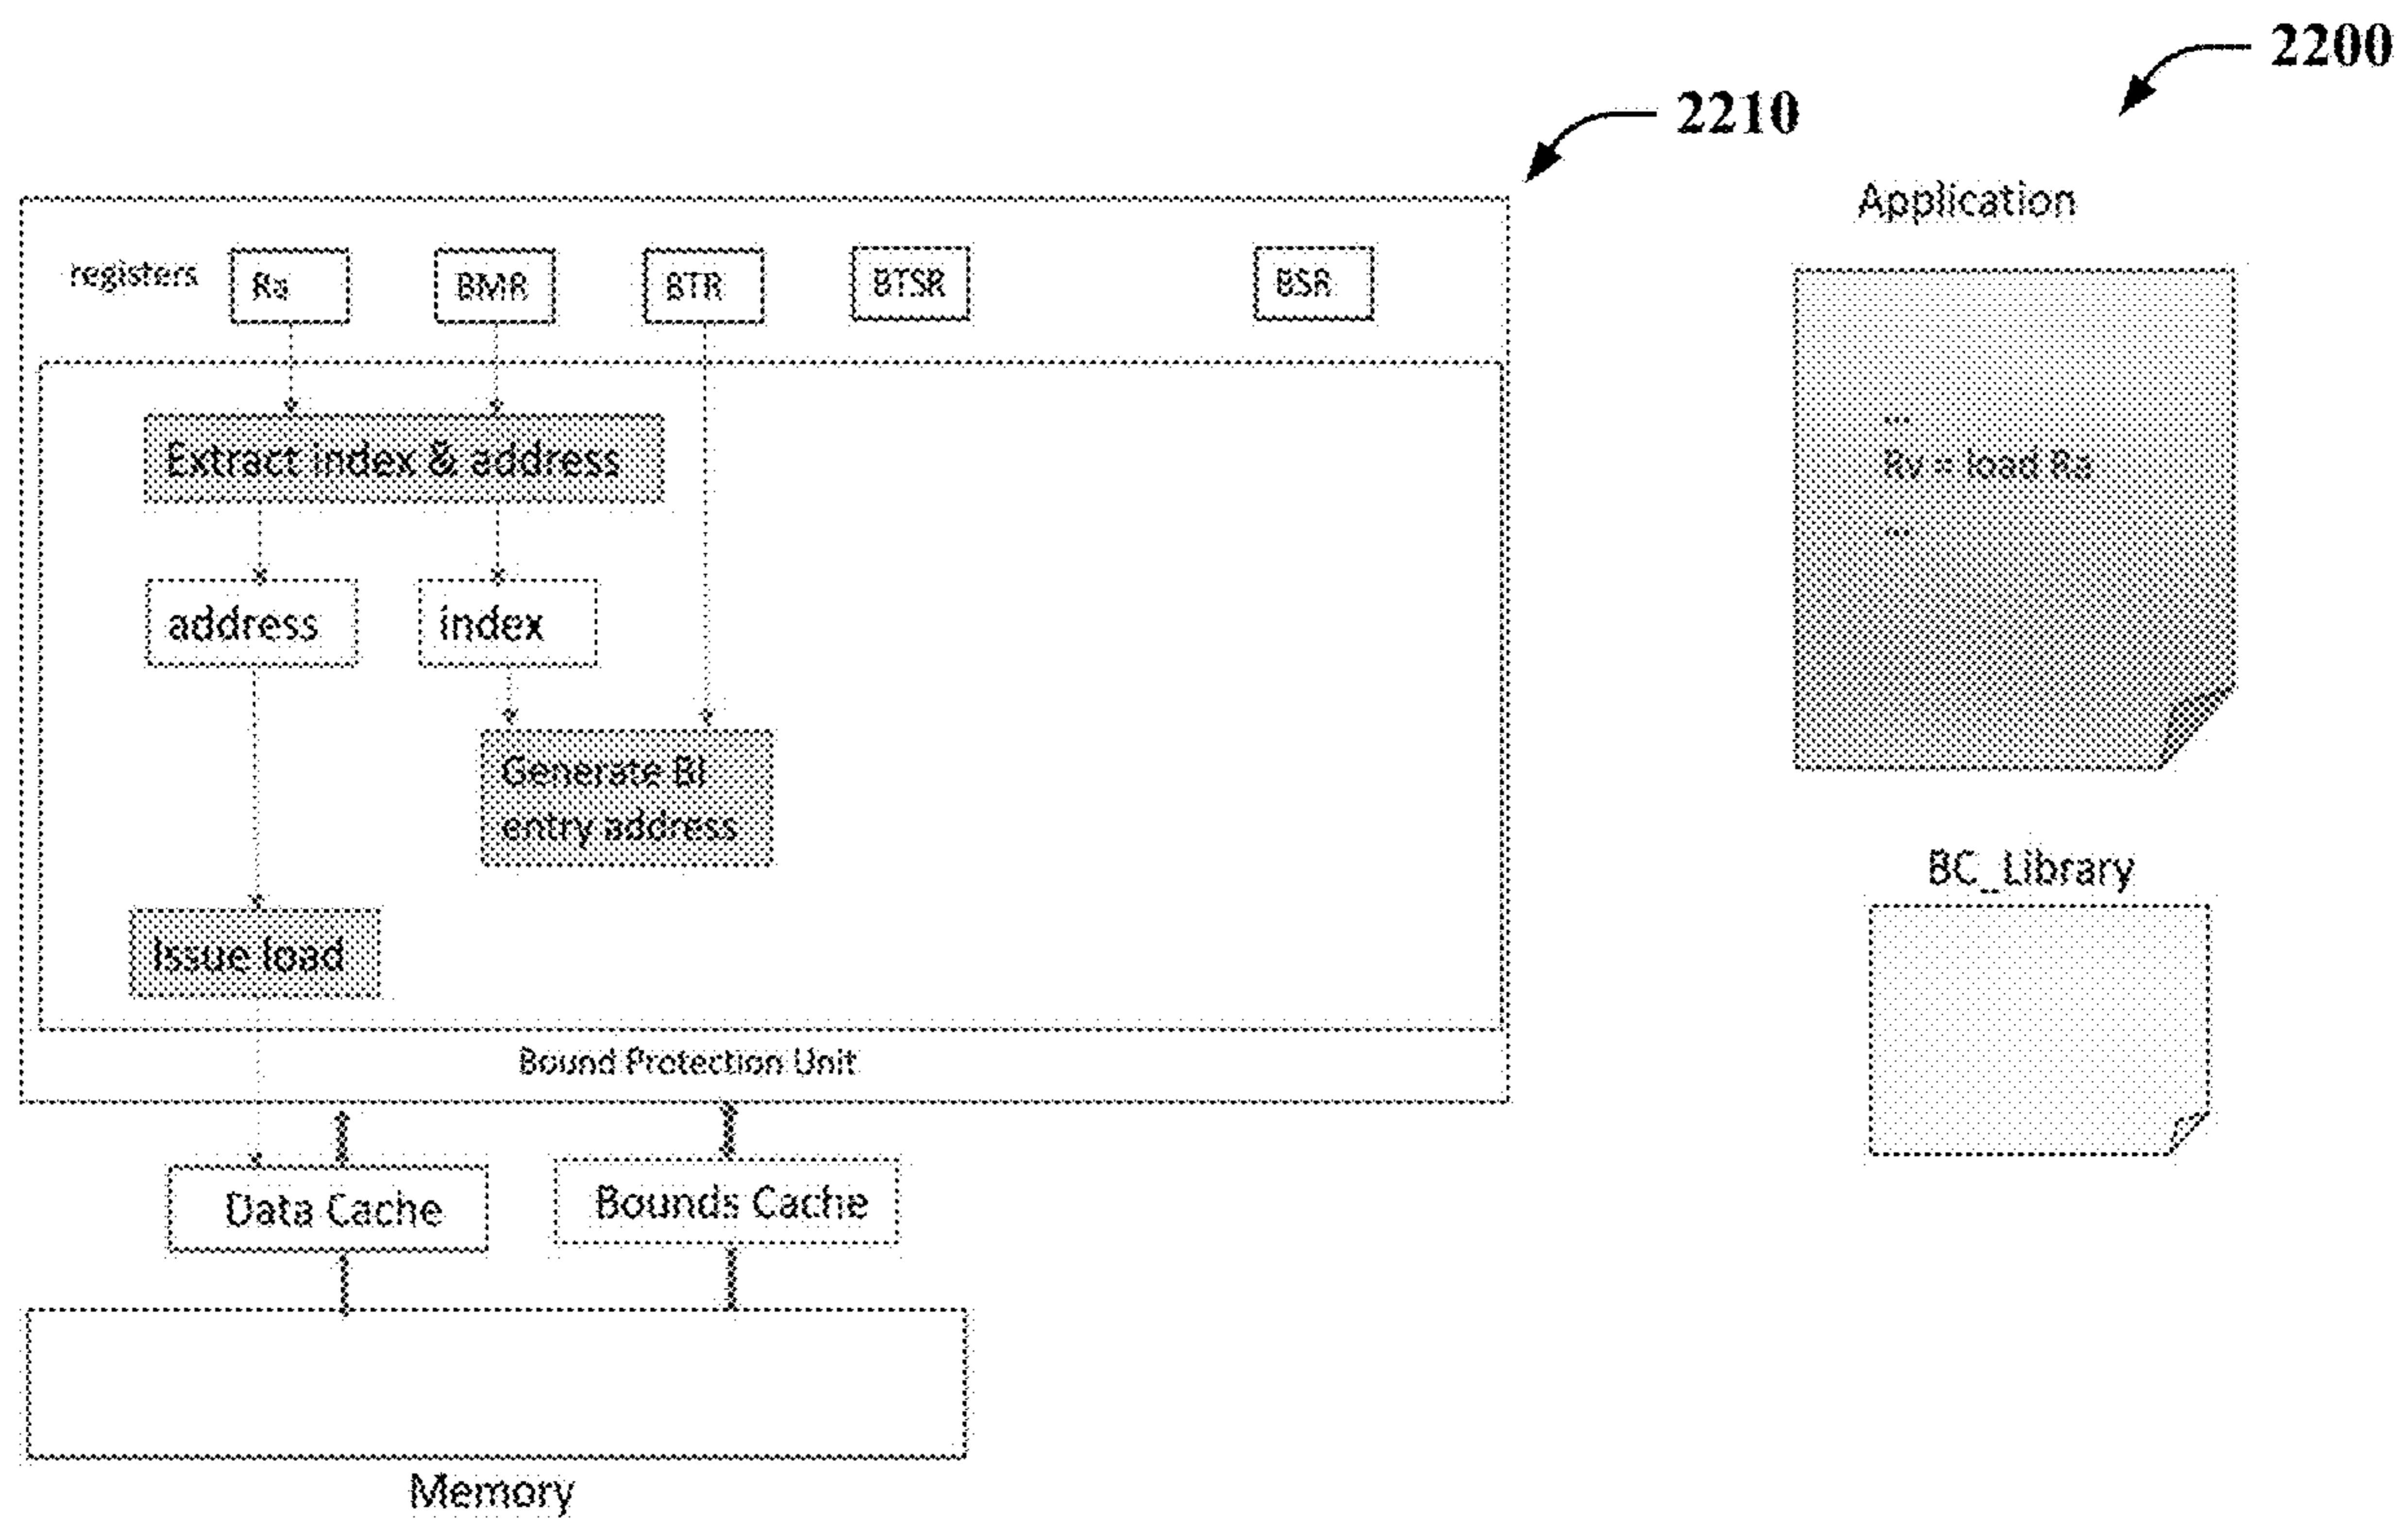 2200
2210
Application
registers
Ra
BMR
BTR
BTSR
BSR
Extract index & address
...
Rv = load Ra
...
address
index
Generate BI
entry address
BC_Library
Issue load
Bound Protection Unit
Data Cache
Bounds Cache
Memory